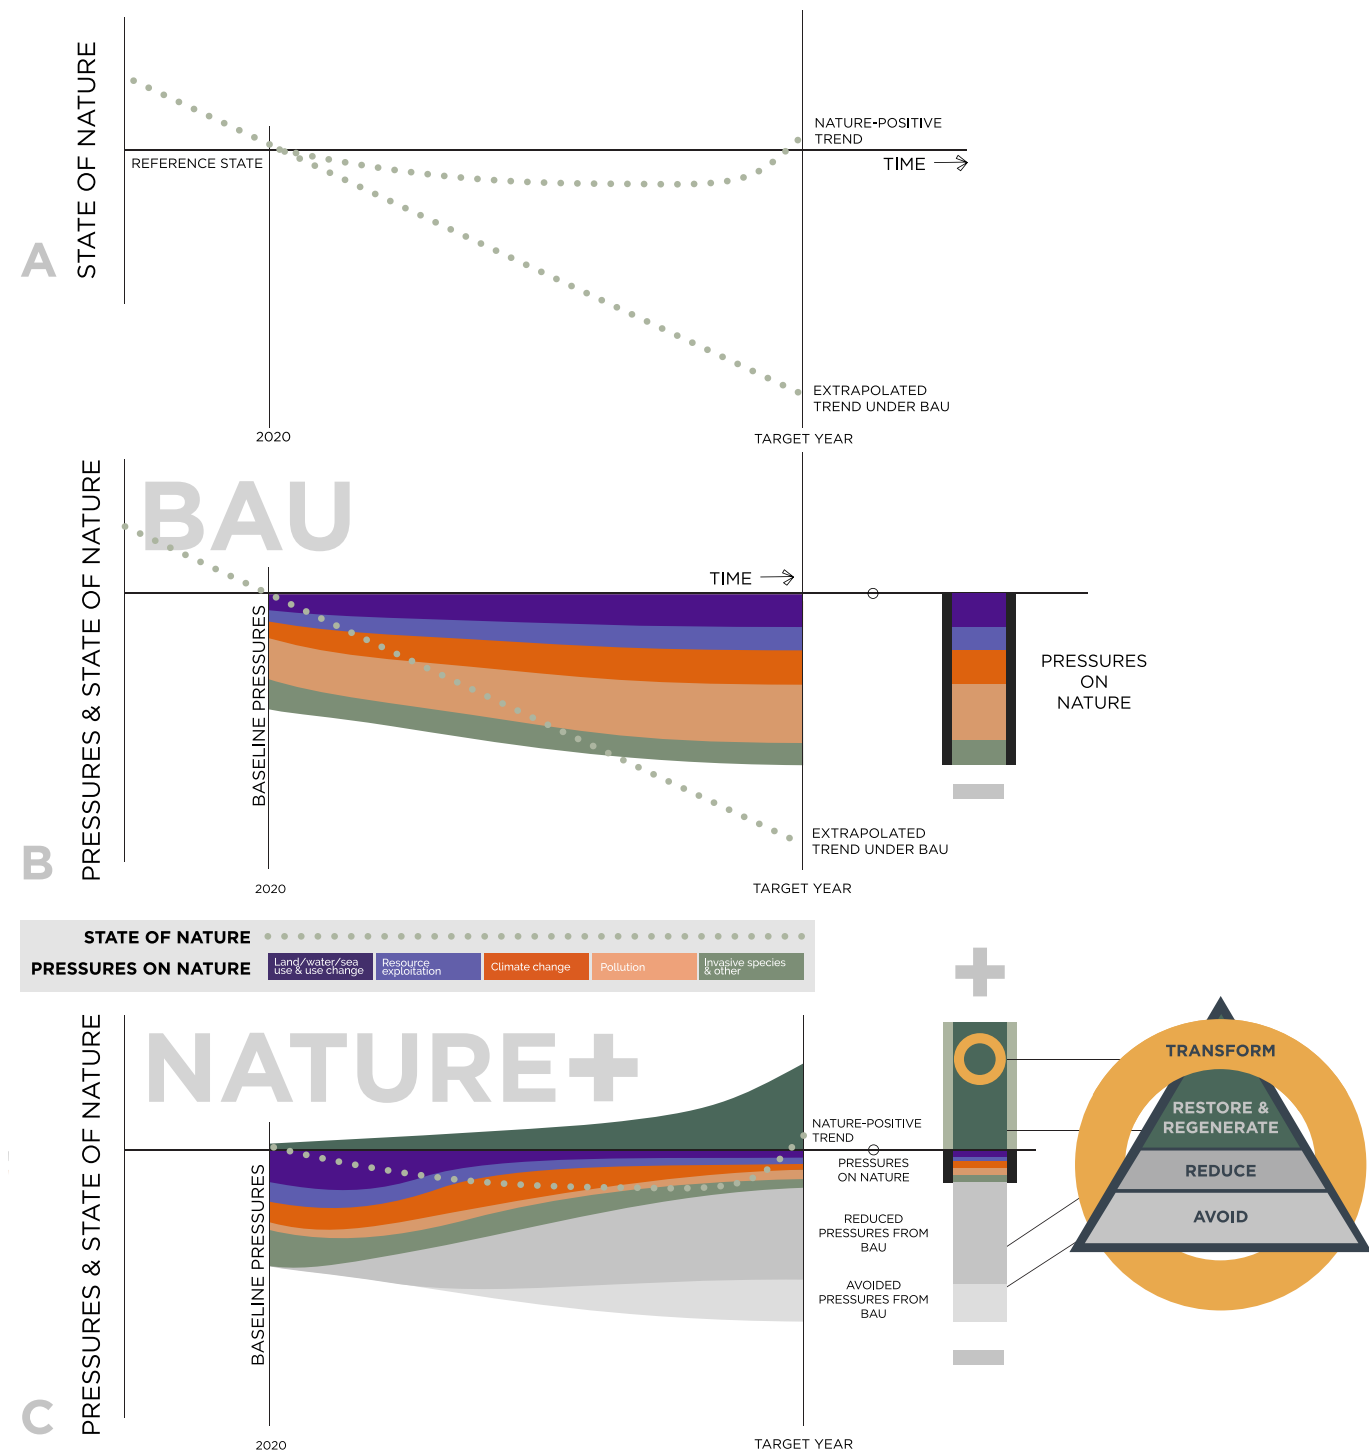 STATE OF NATURE
A
REFERENCE STATE
NATURE-POSITIVE
TREND
TIME
EXTRAPOLATED
TREND UNDER BAU
2020
TARGET YEAR
PRESSURES & STATE OF NATURE
B
BAU
TIME
BASELINE PRESSURES
PRESSURES
ON
NATURE
EXTRAPOLATED
TREND UNDER BAU
2020
TARGET YEAR
STATE OF NATURE
PRESSURES ON NATURE
Land/water/sea
use & use change
Resource
exploitation
Climate change
Pollution
Invasive species
& other
PRESSURES & STATE OF NATURE
C
NATURE+
BASELINE PRESSURES
NATURE-POSITIVE
TREND
PRESSURES
ON NATURE
REDUCED
PRESSURES FROM
BAU
AVOIDED
PRESSURES FROM
BAU
TRANSFORM
RESTORE &
REGENERATE
REDUCE
AVOID
2020
TARGET YEAR